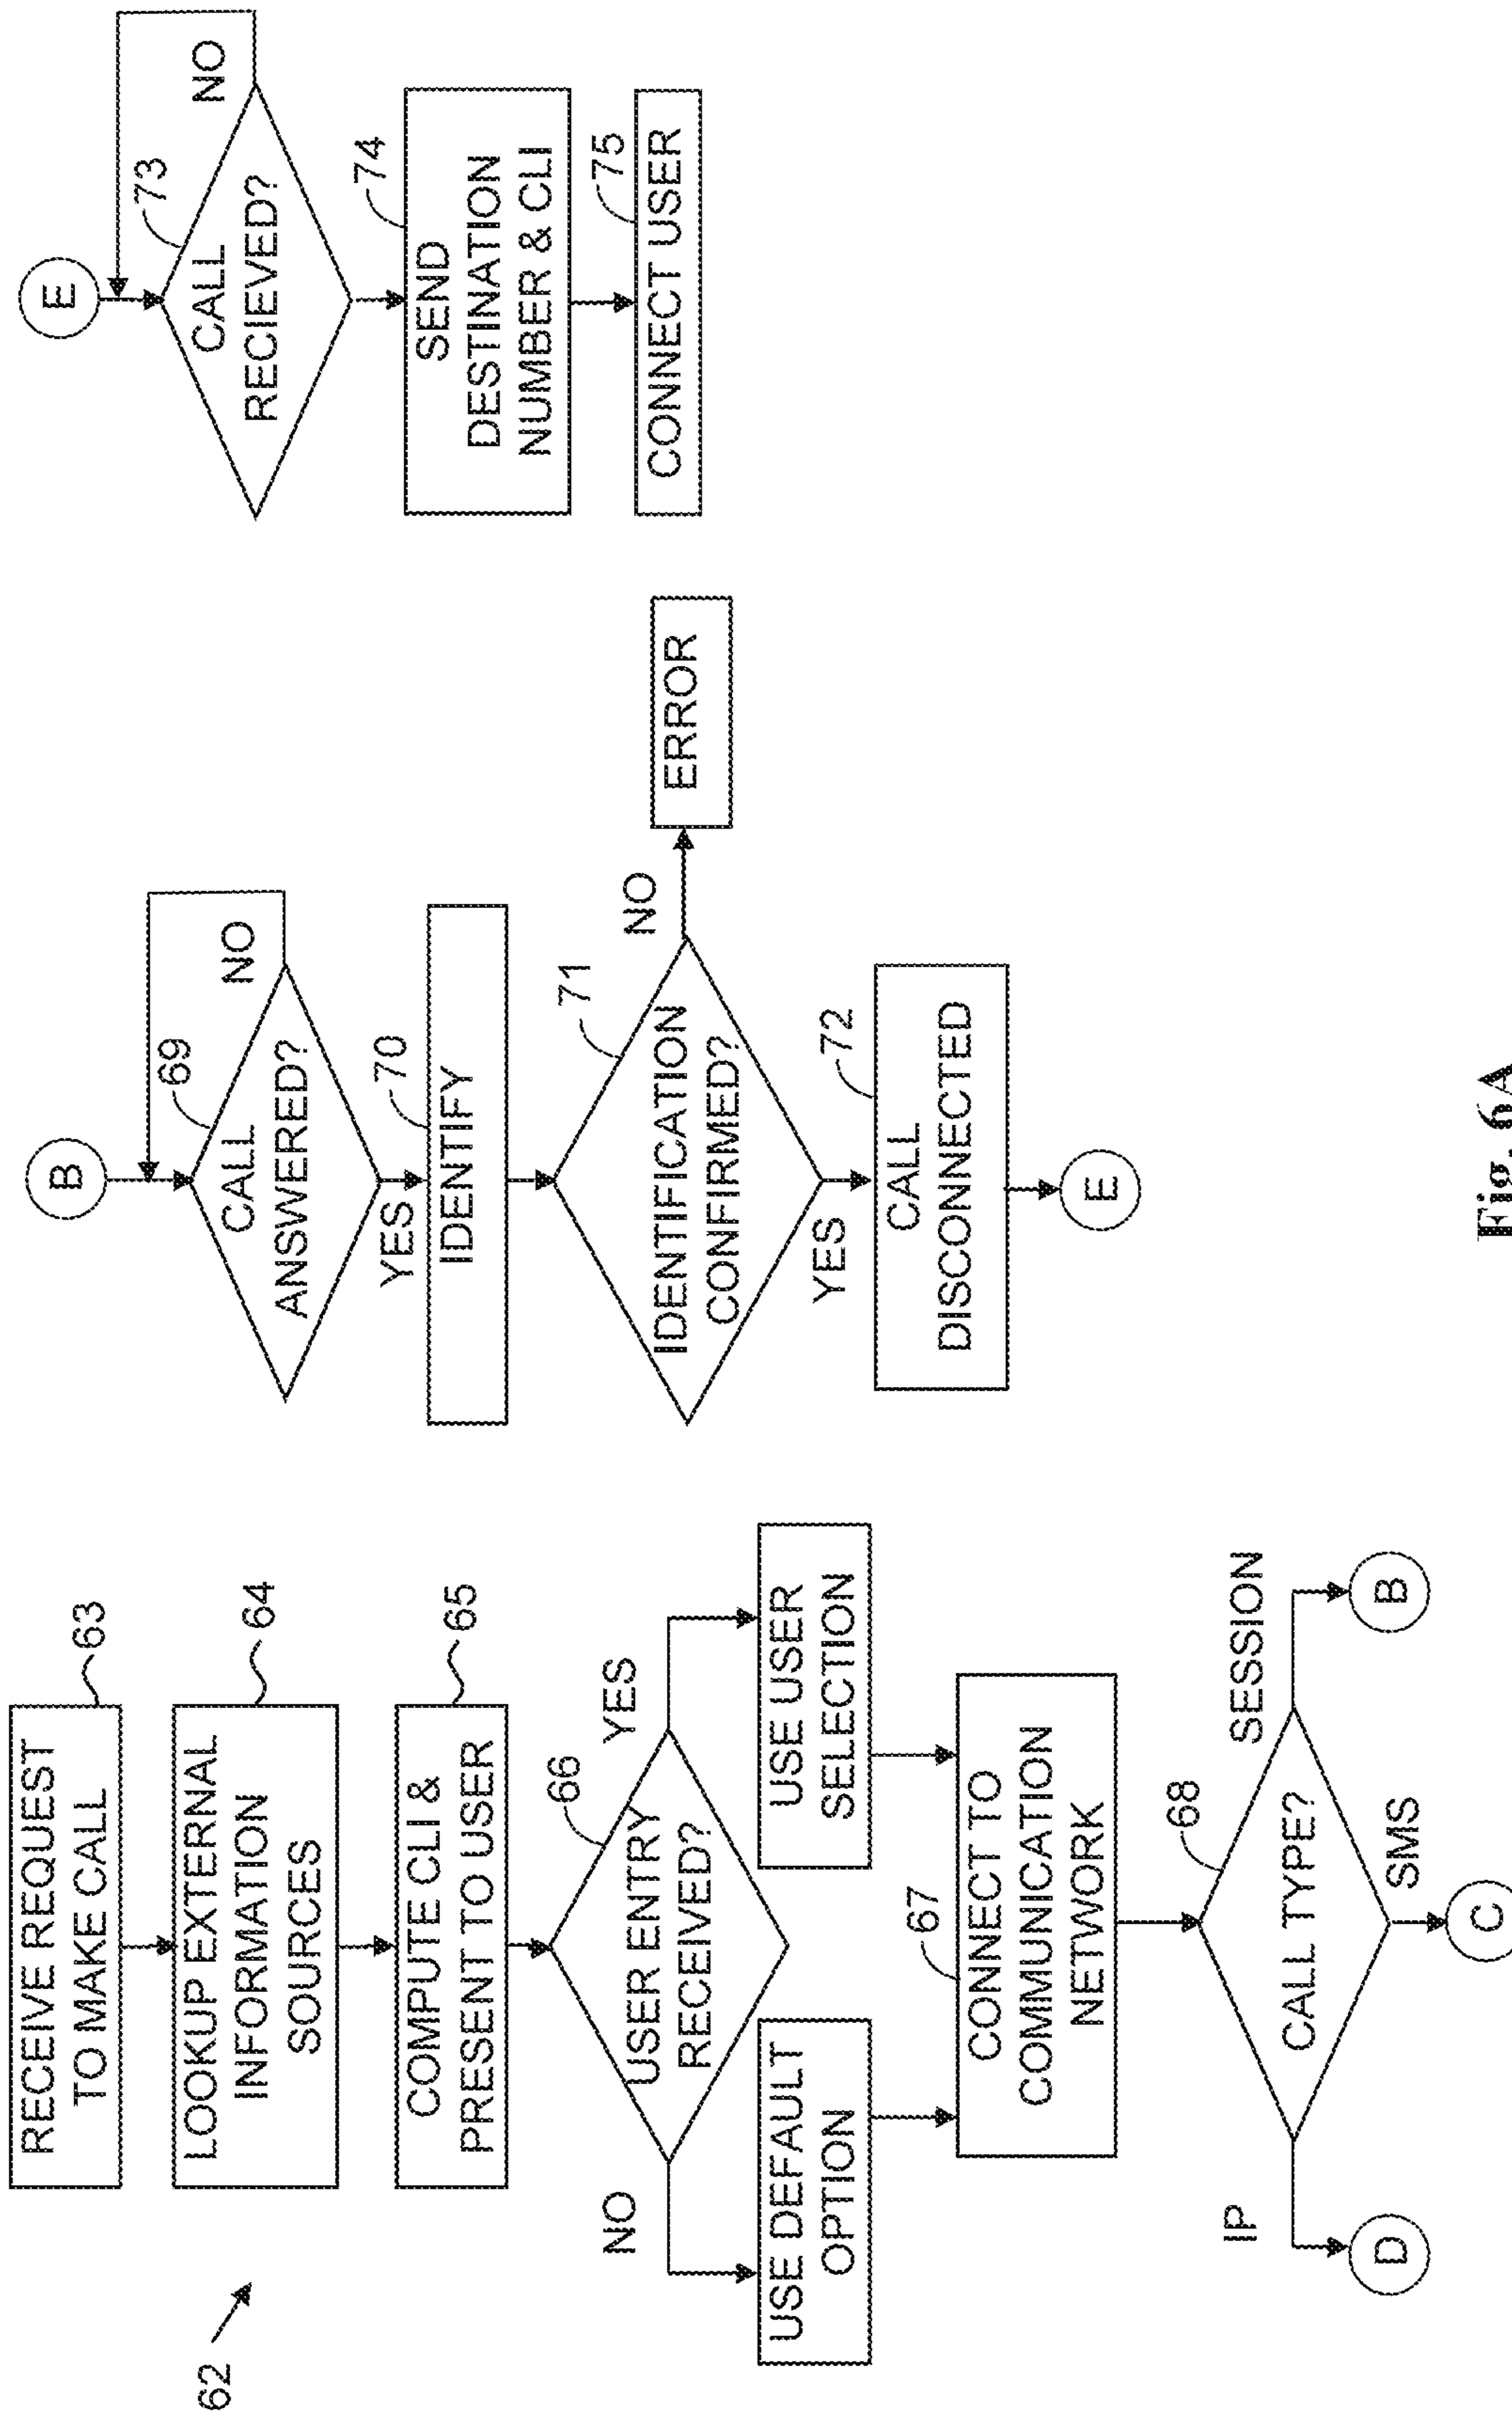 62
RECEIVE REQUEST
TO MAKE CALL
63
LOOKUP EXTERNAL
INFORMATION
SOURCES
64
COMPUTE CLI &
PRESENT TO USER
65
USER ENTRY
RECEIVED?
66
NO
YES
USE DEFAULT
OPTION
USE USER
SELECTION
67
CONNECT TO
COMMUNICATION
NETWORK
68
CALL TYPE?
IP
SMS
SESSION
D
C
B
B
69
CALL
ANSWERED?
NO
YES
70
IDENTIFY
71
IDENTIFICATION
CONFIRMED?
NO
ERROR
YES
72
CALL
DISCONNECTED
E
E
73
CALL
RECIEVED?
NO
74
SEND
DESTINATION
NUMBER & CLI
75
CONNECT USER
Fig. 6A